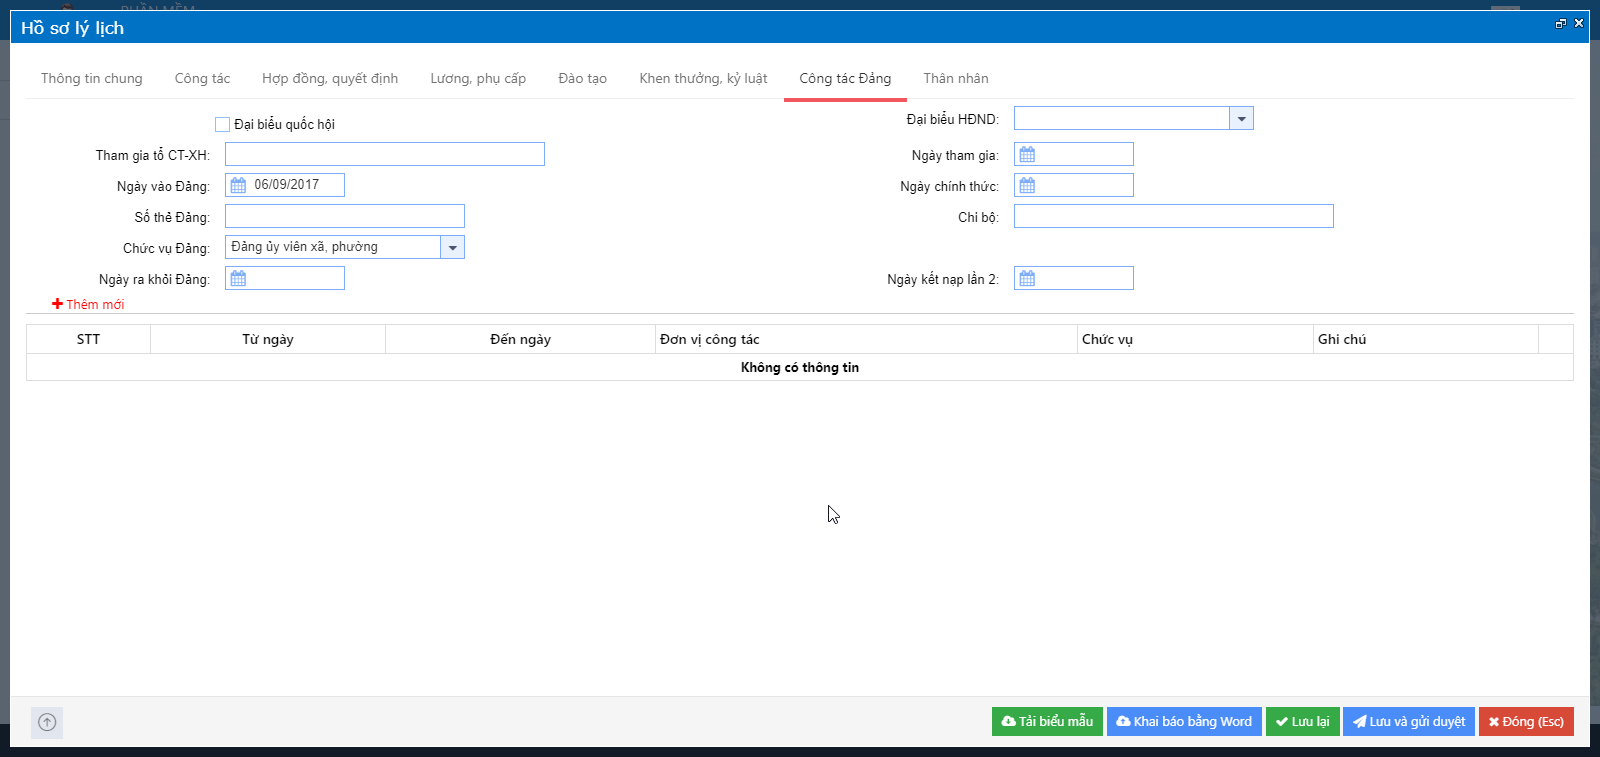 PHẦN MỀM
Hồ sơ lý lịch
Thông tin chung Công tác Hợp đồng, quyết định Lương, phụ cấp Đào tạo Khen thưởng, kỷ luật Công tác Đảng Thân nhân
Đại biểu quốc hội Đại biểu HĐND:
Tham gia tổ CT-XH: Ngày tham gia:
Ngày vào Đảng: 06/09/2017 Ngày chính thức:
Số thẻ Đảng: Chi bộ:
Chức vụ Đảng: Đảng ủy viên xã, phường
Ngày ra khỏi Đảng: Ngày kết nạp lần 2:
Thêm mới
STT Từ ngày Đến ngày Đơn vị công tác Chức vụ Ghi chú
Không có thông tin
Tải biểu mẫu Khai báo bằng Word Lưu lại Lưu và gửi duyệt Đóng (Esc)